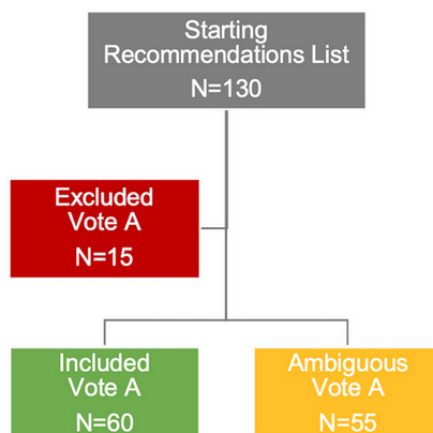 Starting
Recommendations List
N=130
Excluded
Vote A
N=15
Included
Vote A
N=60
Ambiguous
Vote A
N=55